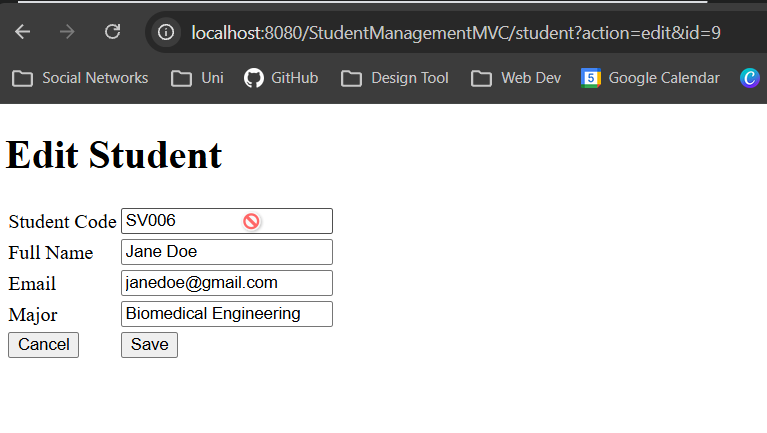 localhost:8080/StudentManagementMVC/student?action=edit&id=9
Social Networks Uni GitHub Design Tool Web Dev 5 Google Calendar C
Edit Student
Student Code SV006
Full Name Jane Doe
Email janedoe@gmail.com
Major Biomedical Engineering
Cancel Save